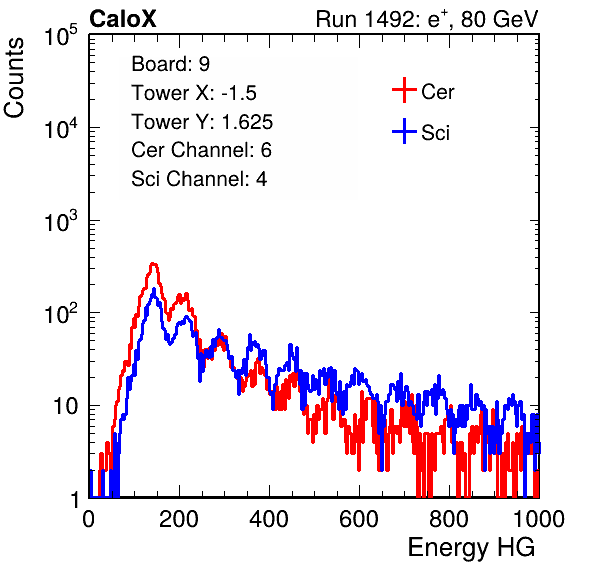 CaloX Run 1492: e⁺, 80 GeV
Counts
Board: 9
Tower X: -1.5
Tower Y: 1.625
Cer Channel: 6
Sci Channel: 4
Cer
Sci
10⁵
10⁴
10³
10²
10
1
0 200 400 600 800 1000
Energy HG